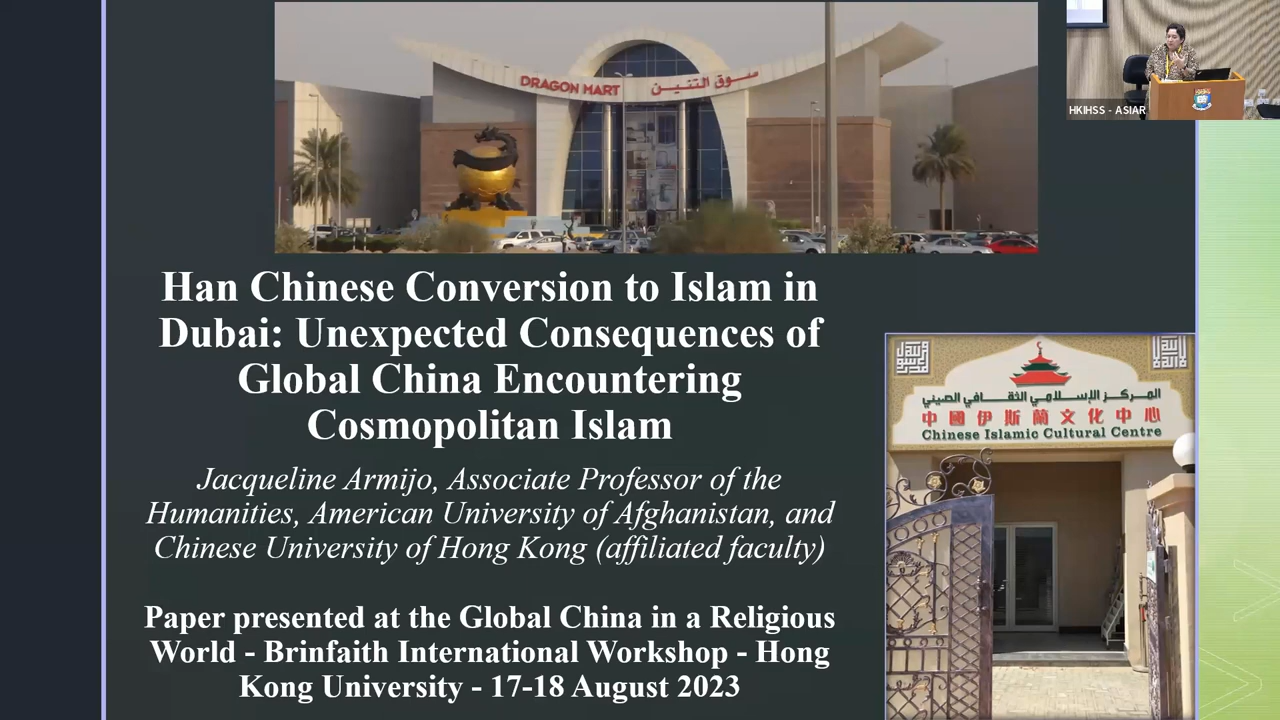 DRAGON MART سوق التنين
HKIHSS - ASIAR
Han Chinese Conversion to Islam in
Dubai: Unexpected Consequences of
Global China Encountering
Cosmopolitan Islam
Jacqueline Armijo, Associate Professor of the
Humanities, American University of Afghanistan, and
Chinese University of Hong Kong (affiliated faculty)
Paper presented at the Global China in a Religious
World - Brinfaith International Workshop - Hong
Kong University - 17-18 August 2023
المركز الإسلامي الثقافي الصيني
中國伊斯蘭文化中心
Chinese Islamic Cultural Centre